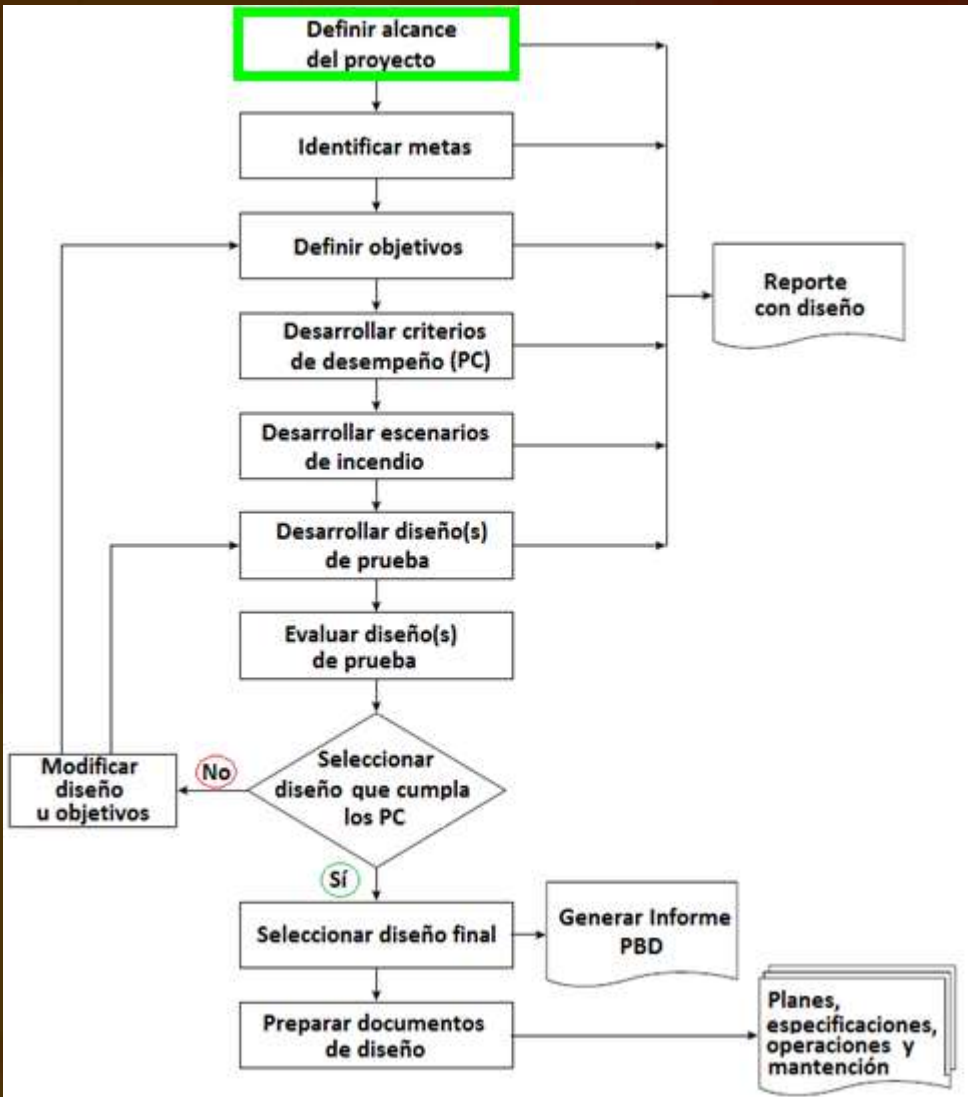 Definir alcance
del proyecto
Identificar metas
Definir objetivos
Reporte
con diseño
Desarrollar criterios
de desempeño (PC)
Desarrollar escenarios
de incendio
Desarrollar diseño(s)
de prueba
Evaluar diseño(s)
de prueba
Modificar
diseño
u objetivos
No
Seleccionar
diseño que cumpla
los PC
Sí
Seleccionar diseño final
Generar Informe
PBD
Preparar documentos
de diseño
Planes,
especificaciones,
operaciones y
mantención